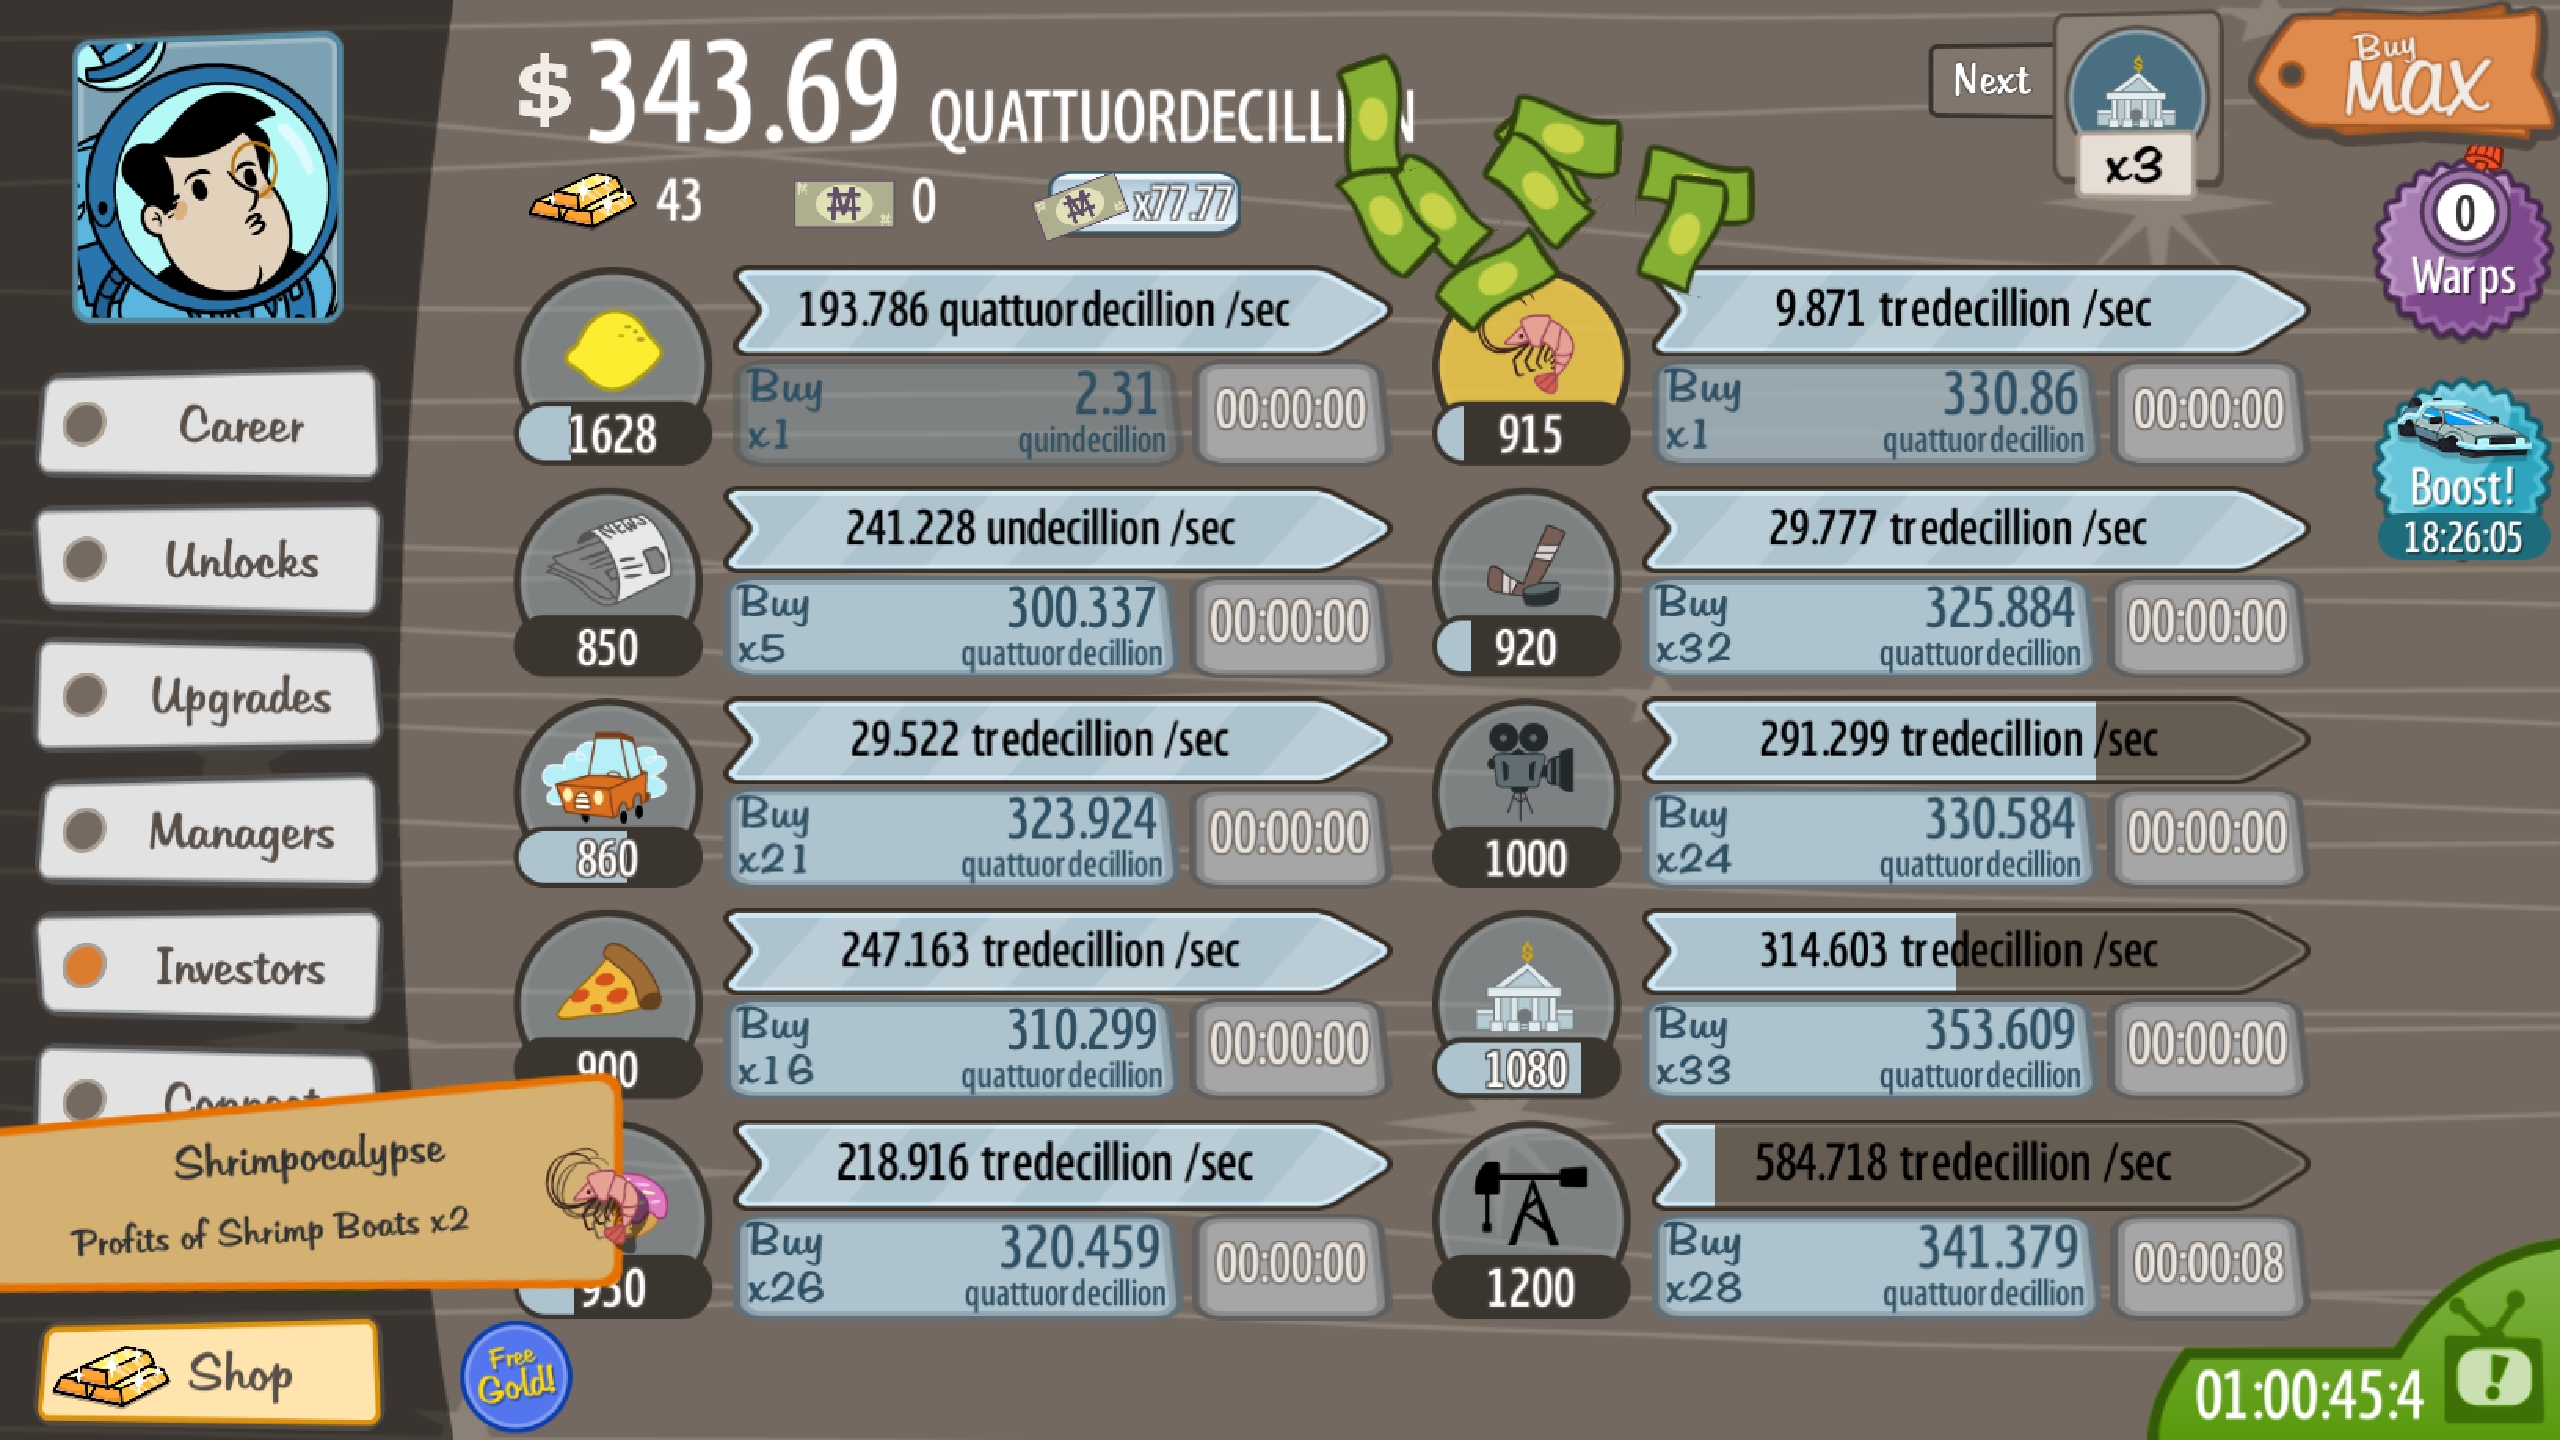 $ 343.69 QUATTUORDECILLION
Next
x3
Buy
MAX
43
0
x77.77
0
Warps
Boost!
18:26:05
Career
Unlocks
Upgrades
Managers
Investors
Connect
Shop
Shrimpocalypse
Profits of Shrimp Boats x2
Free
Gold!
193.786 quattuordecillion /sec
1628
Buy 2.31
x1 quindecillion
00:00:00
241.228 undecillion /sec
NEWS
850
Buy 300.337
x5 quattuordecillion
00:00:00
29.522 tredecillion /sec
860
Buy 323.924
x21 quattuordecillion
00:00:00
247.163 tredecillion /sec
900
Buy 310.299
x16 quattuordecillion
00:00:00
218.916 tredecillion /sec
930
Buy 320.459
x26 quattuordecillion
00:00:00
9.871 tredecillion /sec
915
Buy 330.86
x1 quattuordecillion
00:00:00
29.777 tredecillion /sec
920
Buy 325.884
x32 quattuordecillion
00:00:00
291.299 tredecillion /sec
1000
Buy 330.584
x24 quattuordecillion
00:00:00
314.603 tredecillion /sec
1080
Buy 353.609
x33 quattuordecillion
00:00:00
584.718 tredecillion /sec
1200
Buy 341.379
x28 quattuordecillion
00:00:08
01:00:45:4